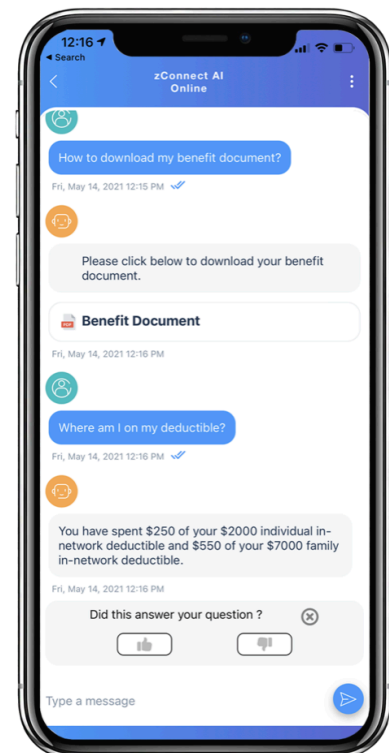 12:16
◀ Search
zConnect AI
Online
How to download my benefit document?
Fri, May 14, 2021 12:15 PM
Please click below to download your benefit
document.
PDF
Benefit Document
Fri, May 14, 2021 12:16 PM
Where am I on my deductible?
Fri, May 14, 2021 12:16 PM
You have spent $250 of your $2000 individual in-
network deductible and $550 of your $7000 family
in-network deductible.
Fri, May 14, 2021 12:16 PM
Did this answer your question ?
Type a message